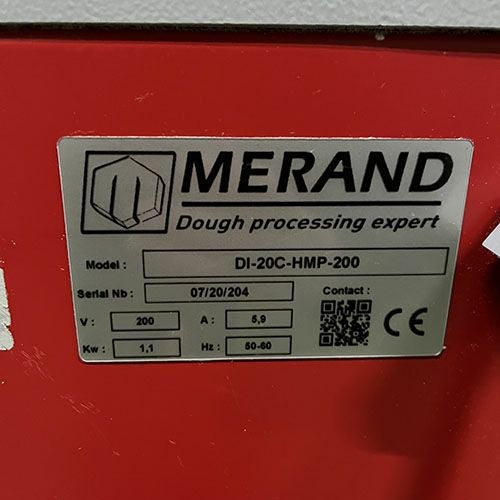 MERAND
Dough processing expert
Model : DI-20C-HMP-200
Serial Nb : 07/20/204 Contact :
V : 200 A : 5,9
Kw : 1,1 Hz : 50-60
CE